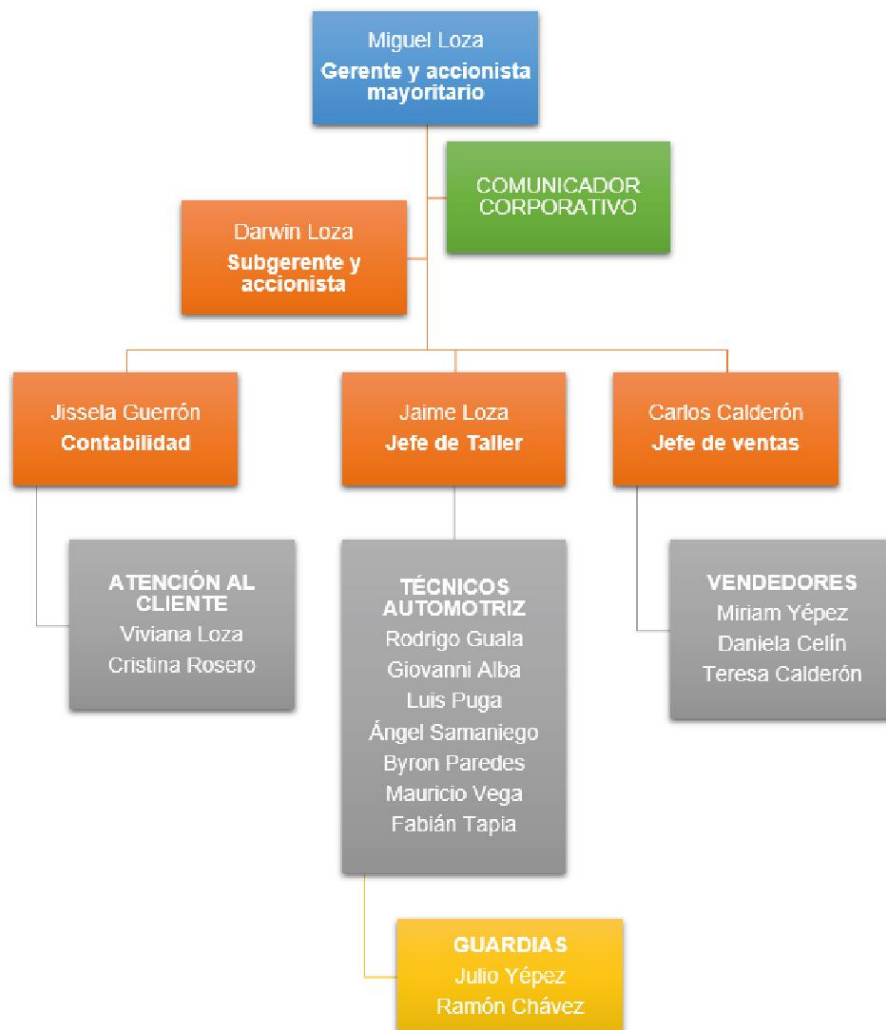 Miguel Loza
Gerente y accionista
mayoritario
COMUNICADOR
CORPORATIVO
Darwin Loza
Subgerente y
accionista
Jissela Guerrón
Contabilidad
Jaime Loza
Jefe de Taller
Carlos Calderón
Jefe de ventas
ATENCIÓN AL
CLIENTE
Viviana Loza
Cristina Rosero
TÉCNICOS
AUTOMOTRIZ
Rodrigo Guala
Giovanni Alba
Luis Puga
Ángel Samaniego
Byron Paredes
Mauricio Vega
Fabián Tapia
VENDEDORES
Miriam Yépez
Daniela Celín
Teresa Calderón
GUARDIAS
Julio Yépez
Ramón Chávez